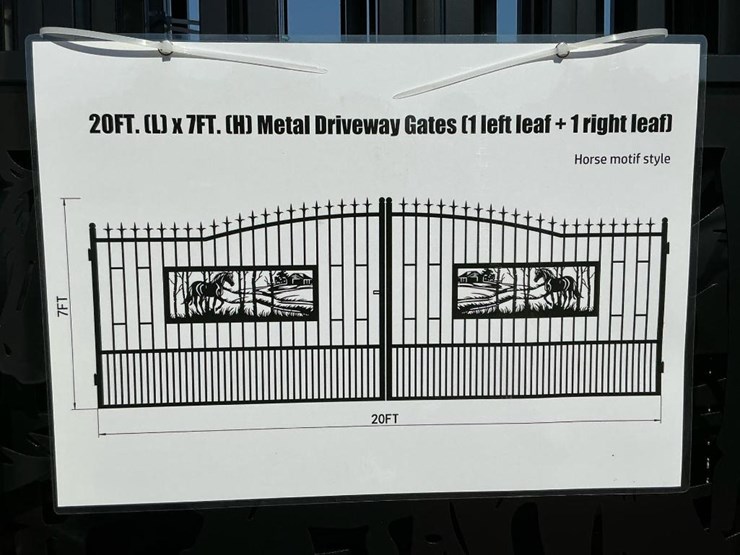 20FT. (L) x 7FT. (H) Metal Driveway Gates (1 left leaf + 1 right leaf)
Horse motif style
7FT
20FT